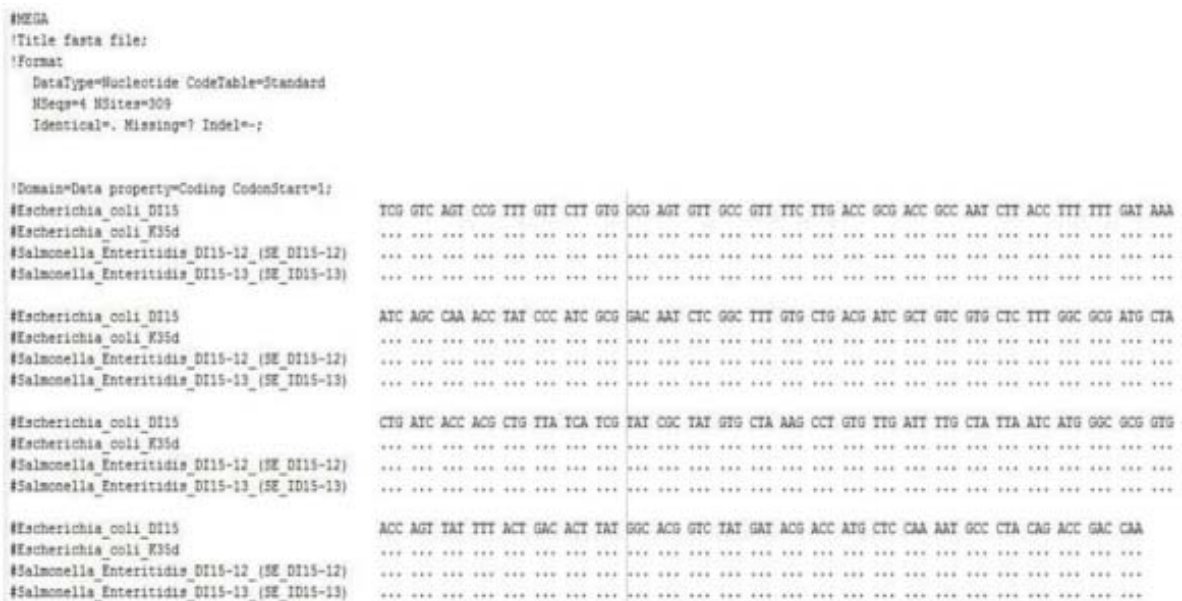 #MEGA
!Title fasta file;
!Format
DataType=Nucleotide CodeTable=Standard
NSeqs=4 NSites=309
Identical=. Missing=? Indel=-;
!Domain=Data property=Coding CodonStart=1;
#Escherichia_coli_DI15 TCG GTC AGT CCG TTT GTT CTT GTG GCG AGT GTT GCC GTT TTC TTG ACC GCG ACC GCC AAT CTT ACC TTT TTT GAT AAA
#Escherichia_coli_K35d ... ... ... ... ... ... ... ... ... ... ... ... ... ... ... ... ... ... ... ... ... ... ... ... ... ...
#Salmonella_Enteritidis_DI15-12_(SE_DI15-12) ... ... ... ... ... ... ... ... ... ... ... ... ... ... ... ... ... ... ... ... ... ... ... ... ... ...
#Salmonella_Enteritidis_DI15-13_(SE_ID15-13) ... ... ... ... ... ... ... ... ... ... ... ... ... ... ... ... ... ... ... ... ... ... ... ... ... ...
#Escherichia_coli_DI15 ATC AGC CAA ACC TAT CCC ATC GCG GAC AAT CTC GGC TTT GTG CTG ACG ATC GCT GTC GTG CTC TTT GGC GCG ATG CTA
#Escherichia_coli_K35d ... ... ... ... ... ... ... ... ... ... ... ... ... ... ... ... ... ... ... ... ... ... ... ... ... ...
#Salmonella_Enteritidis_DI15-12_(SE_DI15-12) ... ... ... ... ... ... ... ... ... ... ... ... ... ... ... ... ... ... ... ... ... ... ... ... ... ...
#Salmonella_Enteritidis_DI15-13_(SE_ID15-13) ... ... ... ... ... ... ... ... ... ... ... ... ... ... ... ... ... ... ... ... ... ... ... ... ... ...
#Escherichia_coli_DI15 CTG ATC ACC ACG CTG TTA TCA TCG TAT CGC TAT GTG CTA AAG CCT GTG TTG ATT TTG CTA TTA ATC ATG GGC GCG GTG
#Escherichia_coli_K35d ... ... ... ... ... ... ... ... ... ... ... ... ... ... ... ... ... ... ... ... ... ... ... ... ... ...
#Salmonella_Enteritidis_DI15-12_(SE_DI15-12) ... ... ... ... ... ... ... ... ... ... ... ... ... ... ... ... ... ... ... ... ... ... ... ... ... ...
#Salmonella_Enteritidis_DI15-13_(SE_ID15-13) ... ... ... ... ... ... ... ... ... ... ... ... ... ... ... ... ... ... ... ... ... ... ... ... ... ...
#Escherichia_coli_DI15 ACC AGT TAT TTT ACT GAC ACT TAT GGC ACG GTC TAT GAT ACG ACC ATG CTC CAA AAT GCC CTA CAG ACC GAC CAA
#Escherichia_coli_K35d ... ... ... ... ... ... ... ... ... ... ... ... ... ... ... ... ... ... ... ... ... ... ... ... ...
#Salmonella_Enteritidis_DI15-12_(SE_DI15-12) ... ... ... ... ... ... ... ... ... ... ... ... ... ... ... ... ... ... ... ... ... ... ... ... ...
#Salmonella_Enteritidis_DI15-13_(SE_ID15-13) ... ... ... ... ... ... ... ... ... ... ... ... ... ... ... ... ... ... ... ... ... ... ... ... ...